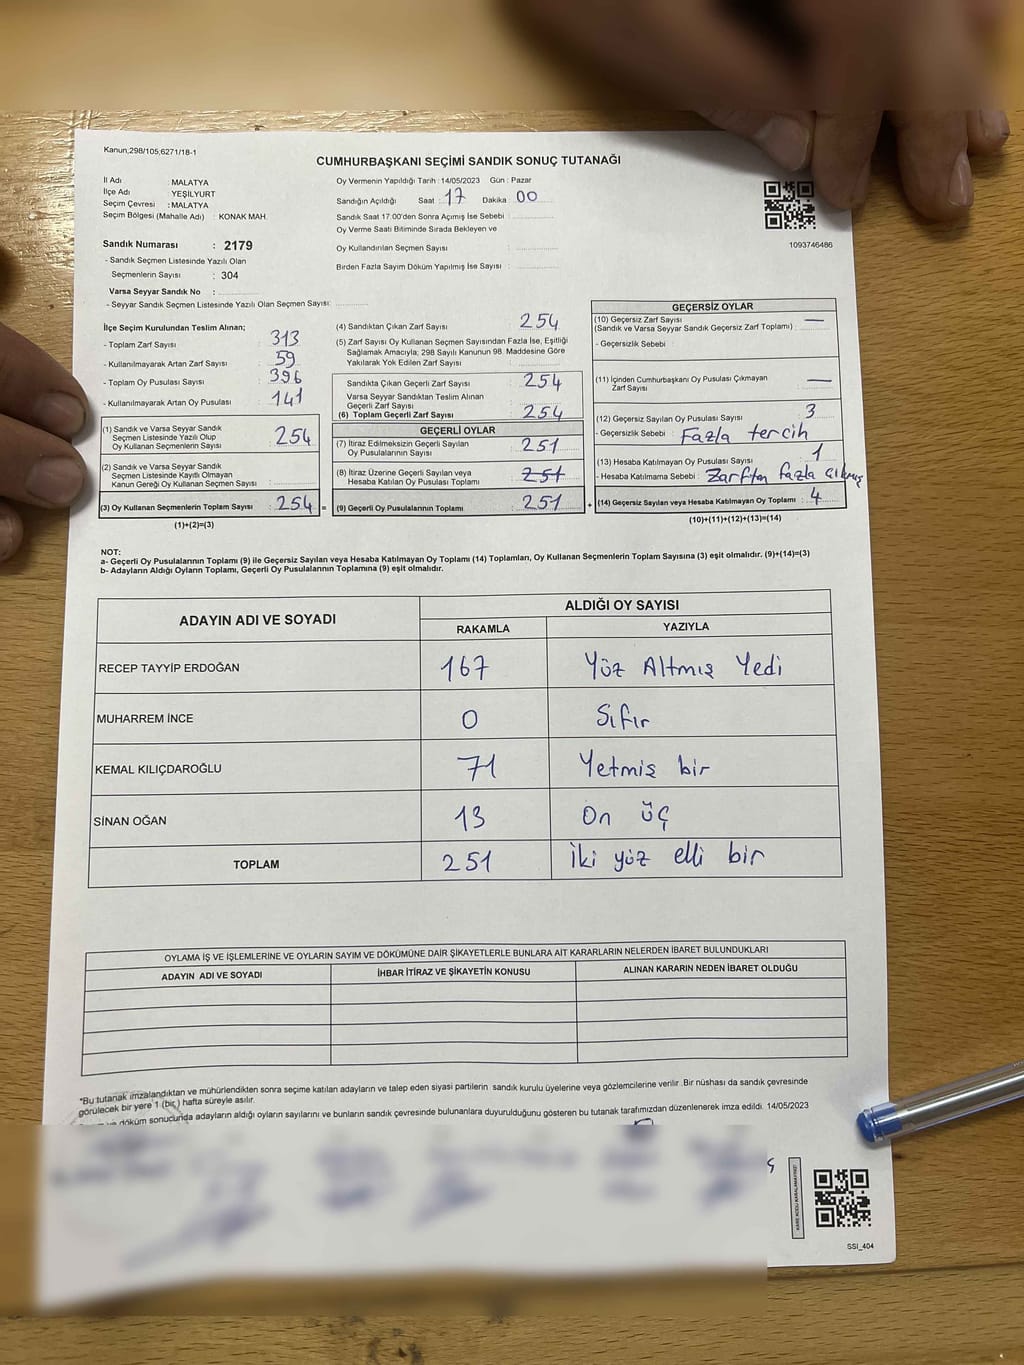 Kanun,298/105,6271/18-1
CUMHURBAŞKANI SEÇİMİ SANDIK SONUÇ TUTANAĞI
İl Adı : MALATYA
İlçe Adı : YEŞİLYURT
Seçim Çevresi : MALATYA
Seçim Bölgesi (Mahalle Adı) : KONAK MAH.
Sandık Numarası : 2179
- Sandık Seçmen Listesinde Yazılı Olan
Seçmenlerin Sayısı : 304
Varsa Seyyar Sandık No :
- Seyyar Sandık Seçmen Listesinde Yazılı Olan Seçmen Sayısı:
Oy Vermenin Yapıldığı Tarih : 14/05/2023 Gün : Pazar
Sandığın Açıldığı Saat : 17 Dakika : 00
Sandık Saat 17.00'den Sonra Açımış İse Sebebi :
Oy Verme Saati Bitiminde Sırada Bekleyen ve
Oy Kullandırılan Seçmen Sayısı :
Birden Fazla Sayım Döküm Yapılmış İse Sayısı :
1093746486
İlçe Seçim Kurulundan Teslim Alınan;
- Toplam Zarf Sayısı : 313
- Kullanılmayarak Artan Zarf Sayısı : 59
- Toplam Oy Pusulası Sayısı : 396
- Kullanılmayarak Artan Oy Pusulası : 141
(1) Sandık ve Varsa Seyyar Sandık
Seçmen Listesinde Yazılı Olup
Oy Kullanan Seçmenlerin Sayısı : 254
(2) Sandık ve Varsa Seyyar Sandık
Seçmen Listesinde Kayıtlı Olmayan
Kanun Gereği Oy Kullanan Seçmen Sayısı :
(3) Oy Kullanan Seçmenlerin Toplam Sayısı : 254 =
(1)+(2)=(3)
(4) Sandıktan Çıkan Zarf Sayısı : 254
(5) Zarf Sayısı Oy Kullanan Seçmen Sayısından Fazla İse, Eşitliği
Sağlamak Amacıyla; 298 Sayılı Kanunun 98. Maddesine Göre
Yakılarak Yok Edilen Zarf Sayısı :
Sandıkta Çıkan Geçerli Zarf Sayısı : 254
Varsa Seyyar Sandıktan Teslim Alınan
Geçerli Zarf Sayısı :
(6) Toplam Geçerli Zarf Sayısı : 254
GEÇERLİ OYLAR
(7) İtiraz Edilmeksizin Geçerli Sayılan
Oy Pusulasının Sayısı : 251
(8) İtiraz Üzerine Geçerli Sayılan veya
Hesaba Katılan Oy Pusulası Toplamı : 251
(9) Geçerli Oy Pusulalarının Toplamı : 251 +
GEÇERSİZ OYLAR
(10) Geçersiz Zarf Sayısı
(Sandık ve Varsa Seyyar Sandık Geçersiz Zarf Toplamı) : —
- Geçersizlik Sebebi :
(11) İçinden Cumhurbaşkanı Oy Pusulası Çıkmayan
Zarf Sayısı : —
(12) Geçersiz Sayılan Oy Pusulası Sayısı : 3
- Geçersizlik Sebebi : Fazla tercih
(13) Hesaba Katılmayan Oy Pusulası Sayısı : 1
- Hesaba Katılmama Sebebi : Zarftan fazla çıkmış
(14) Geçersiz Sayılan veya Hesaba Katılmayan Oy Toplamı : 4
(10)+(11)+(12)+(13)=(14)
NOT:
a- Geçerli Oy Pusulalarının Toplamı (9) ile Geçersiz Sayılan veya Hesaba Katılmayan Oy Toplamı (14) Toplamları, Oy Kullanan Seçmenlerin Toplam Sayısına (3) eşit olmalıdır. (9)+(14)=(3)
b- Adayların Aldığı Oyların Toplamı, Geçerli Oy Pusulalarının Toplamına (9) eşit olmalıdır.
ADAYIN ADI VE SOYADI
ALDIĞI OY SAYISI
RAKAMLA YAZIYLA
RECEP TAYYİP ERDOĞAN 167 Yüz Altmış Yedi
MUHARREM İNCE 0 Sıfır
KEMAL KILIÇDAROĞLU 71 Yetmiş bir
SİNAN OĞAN 13 On üç
TOPLAM 251 İki yüz elli bir
OYLAMA İŞ VE İŞLEMLERİNE VE OYLARIN SAYIM VE DÖKÜMÜNE DAİR ŞİKAYETLERLE BUNLARA AİT KARARLARIN NELERDEN İBARET BULUNDUKLARI
ADAYIN ADI VE SOYADI İHBAR İTİRAZ VE ŞİKAYETİN KONUSU ALINAN KARARIN NEDEN İBARET OLDUĞU
*Bu tutanak imzalandıktan ve mühürlendikten sonra seçime katılan adayların ve talep eden siyasi partilerin sandık kurulu üyelerine veya gözlemcilerine verilir. Bir nüshası da sandık çevresinde
görülecek bir yere 1 (bir) hafta süreyle asılır.
ve döküm sonucunda adayların aldığı oyların sayılarını ve bunların sandık çevresinde bulunanlara duyurulduğunu gösteren bu tutanak tarafımızdan düzenlenerek imza edildi. 14/05/2023
KARE KODU KARALAMAYINIZ!
SSI_404